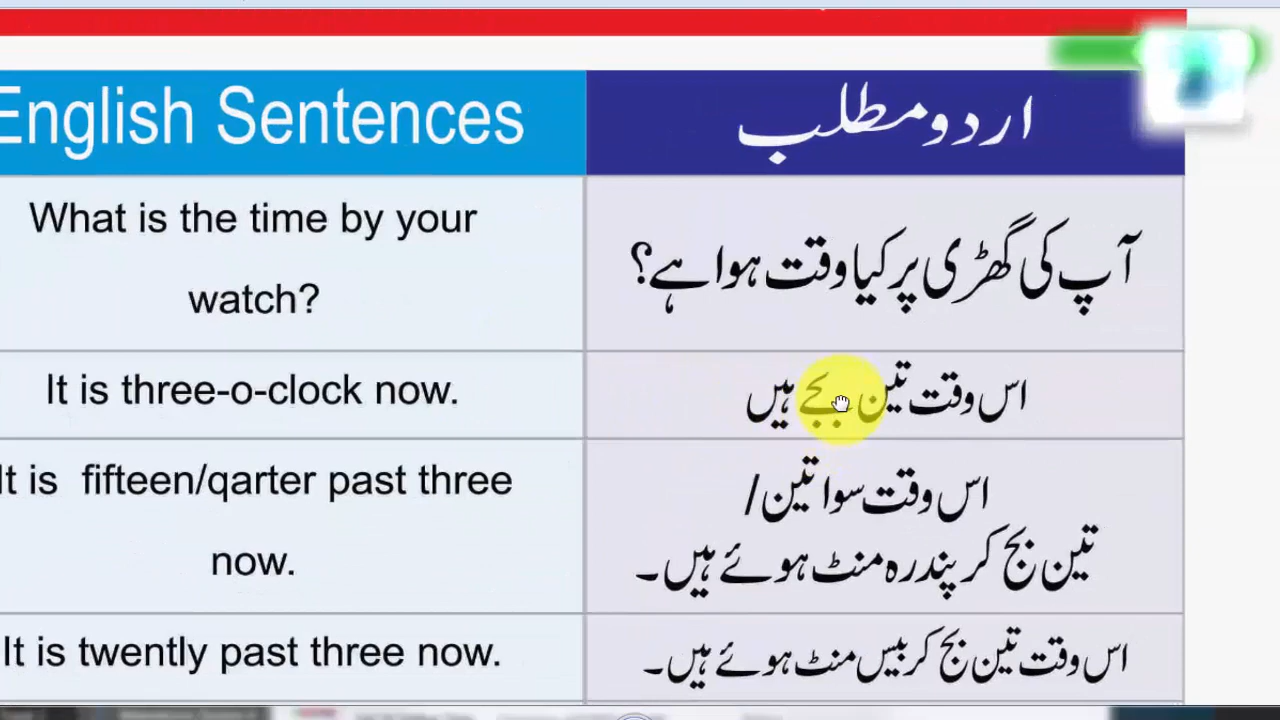 English Sentences
اردو مطلب
What is the time by your
watch?
آپ کی گھڑی پر کیا وقت ہوا ہے؟
It is three-o-clock now.
اس وقت تین بجے ہیں
It is fifteen/qarter past three
now.
اس وقت سوا تین/
تین بج کر پندرہ منٹ ہوئے ہیں۔
It is twently past three now.
اس وقت تین بج کر بیس منٹ ہوئے ہیں۔